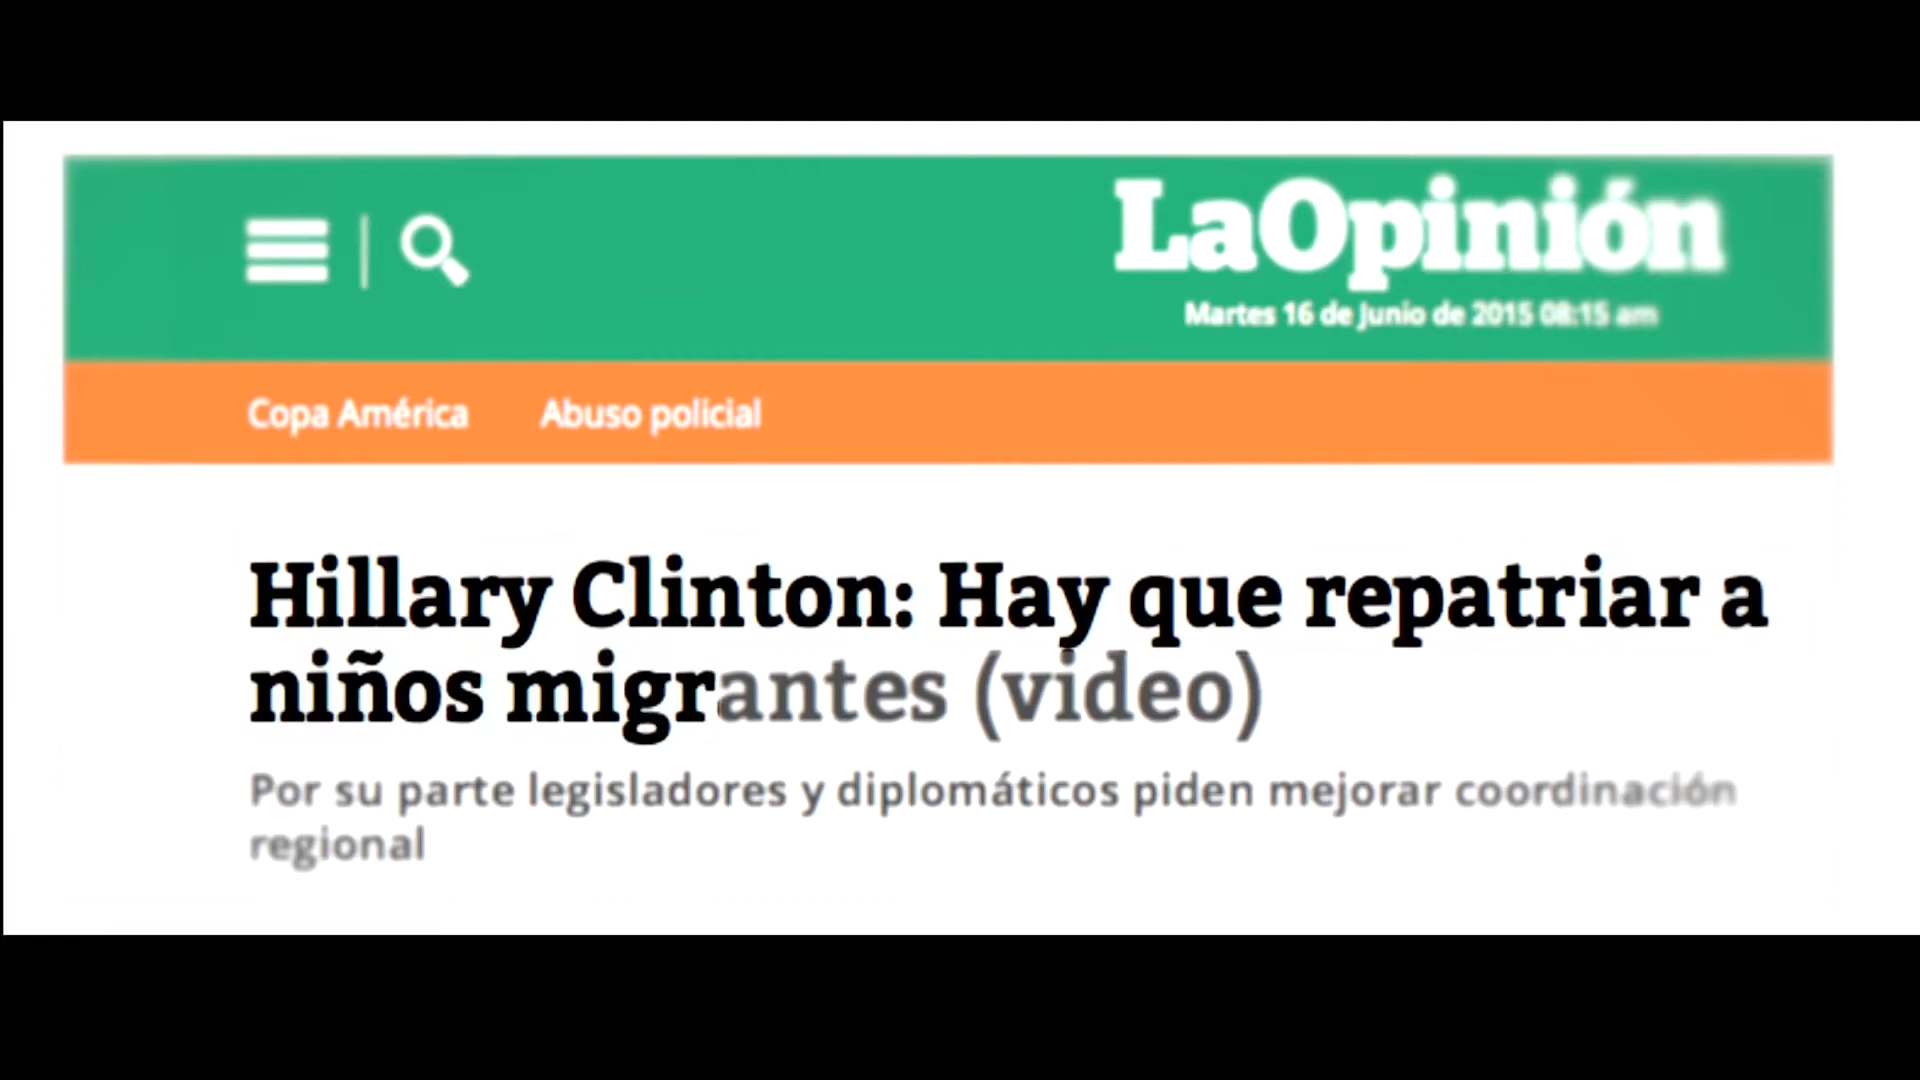 LaOpinión
Martes 16 de Junio de 2015 08:15 am
Copa América Abuso policial
Hillary Clinton: Hay que repatriar a
niños migrantes (video)
Por su parte legisladores y diplomáticos piden mejorar coordinación
regional